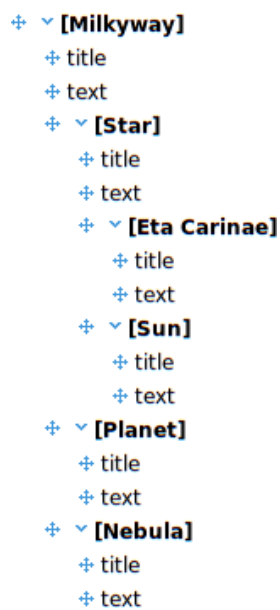 [Milkyway]
title
text
[Star]
title
text
[Eta Carinae]
title
text
[Sun]
title
text
[Planet]
title
text
[Nebula]
title
text